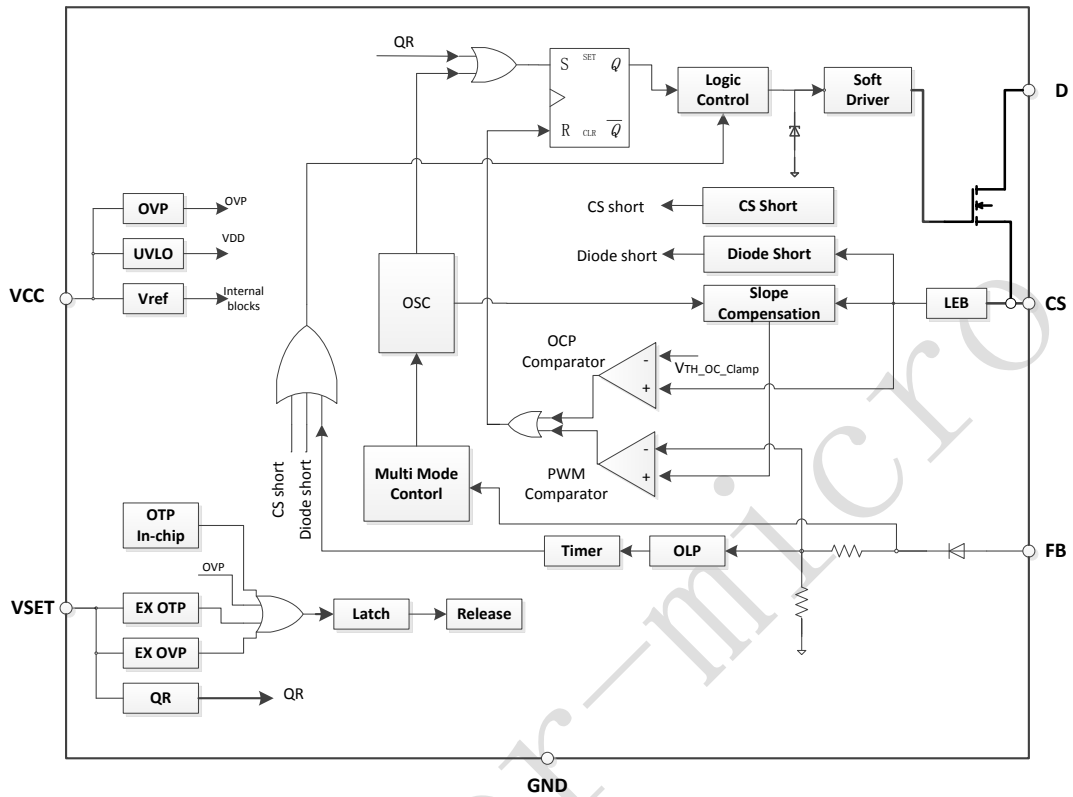 QR
S
SET
Q
R
CLR
Q
Logic
Control
Soft
Driver
D
OVP
OVP
UVLO
VDD
Vref
Internal
blocks
VCC
CS short
CS Short
Diode short
Diode Short
OSC
Slope
Compensation
LEB
CS
OCP
Comparator
-
+
VTH_OC_Clamp
PWM
Comparator
-
+
CS short
Diode short
Multi Mode
Contorl
OTP
In-chip
Timer
OLP
FB
OVP
VSET
EX OTP
Latch
Release
EX OVP
QR
QR
GND
r-micro